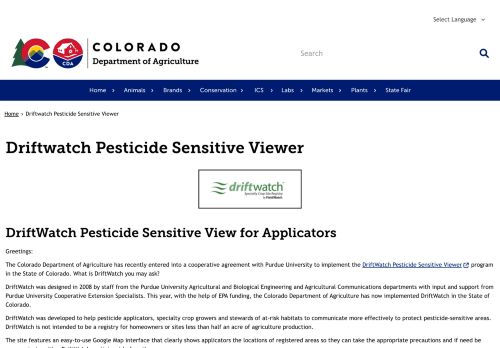 Select Language
COLORADO
Department of Agriculture
CO
CDA
Search
Home > Animals > Brands > Conservation > ICS > Labs > Markets > Plants > State Fair
Home > Driftwatch Pesticide Sensitive Viewer
Driftwatch Pesticide Sensitive Viewer
driftwatch
Specialty Crop Site Registry
by FieldWatch
DriftWatch Pesticide Sensitive View for Applicators
Greetings:
The Colorado Department of Agriculture has recently entered into a cooperative agreement with Purdue University to implement the DriftWatch Pesticide Sensitive Viewer program
in the State of Colorado. What is DriftWatch you may ask?
DriftWatch was designed in 2008 by staff from the Purdue University Agricultural and Biological Engineering and Agricultural Communications departments with input and support from
Purdue University Cooperative Extension Specialists. This year, with the help of EPA funding, the Colorado Department of Agriculture has now implemented DriftWatch in the State of
Colorado.
DriftWatch was developed to help pesticide applicators, specialty crop growers and stewards of at-risk habitats to communicate more effectively to protect pesticide-sensitive areas.
DriftWatch is not intended to be a registry for homeowners or sites less than half an acre of agriculture production.
The site features an easy-to-use Google Map interface that clearly shows applicators the locations of registered areas so they can take the appropriate precautions and if need be